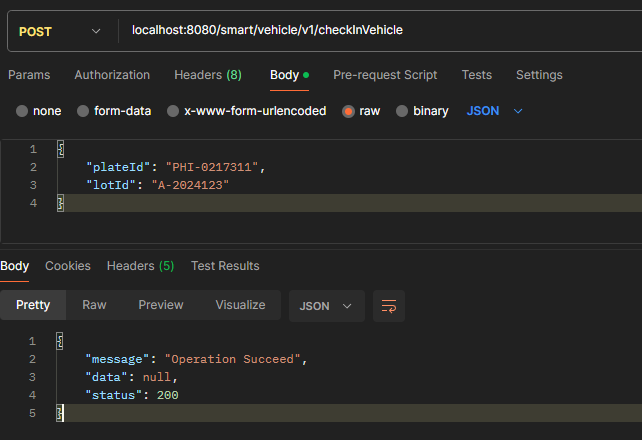 POST localhost:8080/smart/vehicle/v1/checkInVehicle
Params Authorization Headers (8) Body Pre-request Script Tests Settings
none form-data x-www-form-urlencoded raw binary JSON
1 {
2 "plateId": "PHI-0217311",
3 "lotId": "A-2024123"
4 }
Body Cookies Headers (5) Test Results
Pretty Raw Preview Visualize JSON
1 {
2 "message": "Operation Succeed",
3 "data": null,
4 "status": 200
5 }